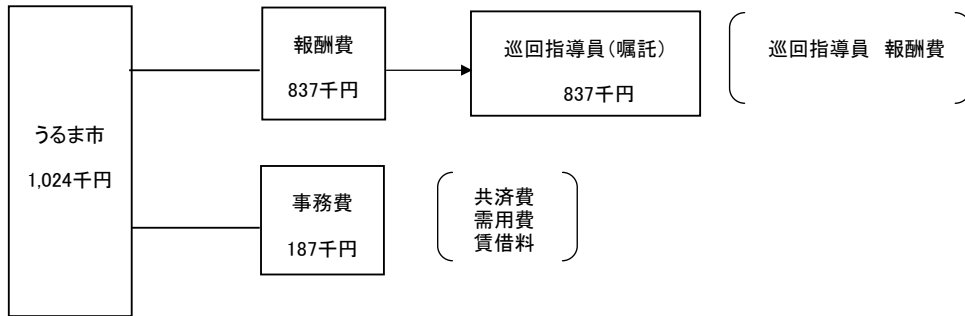 うるま市
1,024千円
報酬費
837千円
巡回指導員(嘱託)
837千円
巡回指導員 報酬費
事務費
187千円
共済費
需用費
賃借料